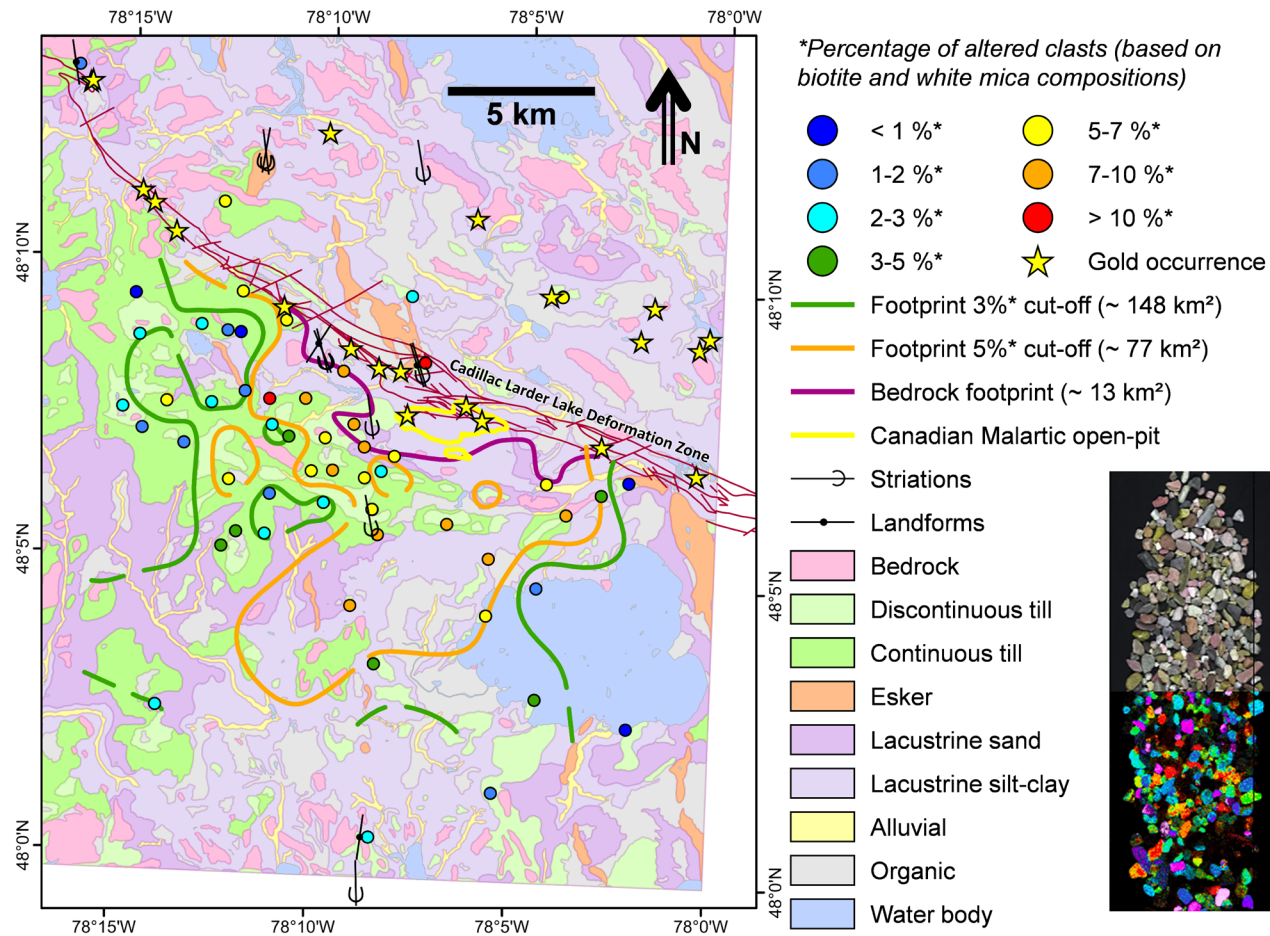 78°15'W
78°10'W
78°5'W
78°0'W
5 km
N
48°10'N
48°5'N
48°0'N
48°10'N
48°5'N
48°0'N
Cadillac Larder Lake Deformation Zone
78°15'W
78°10'W
78°5'W
78°0'W
*Percentage of altered clasts (based on
biotite and white mica compositions)
< 1 %*
5-7 %*
1-2 %*
7-10 %*
2-3 %*
> 10 %*
3-5 %*
Gold occurrence
Footprint 3%* cut-off (~ 148 km²)
Footprint 5%* cut-off (~ 77 km²)
Bedrock footprint (~ 13 km²)
Canadian Malartic open-pit
Striations
Landforms
Bedrock
Discontinuous till
Continuous till
Esker
Lacustrine sand
Lacustrine silt-clay
Alluvial
Organic
Water body